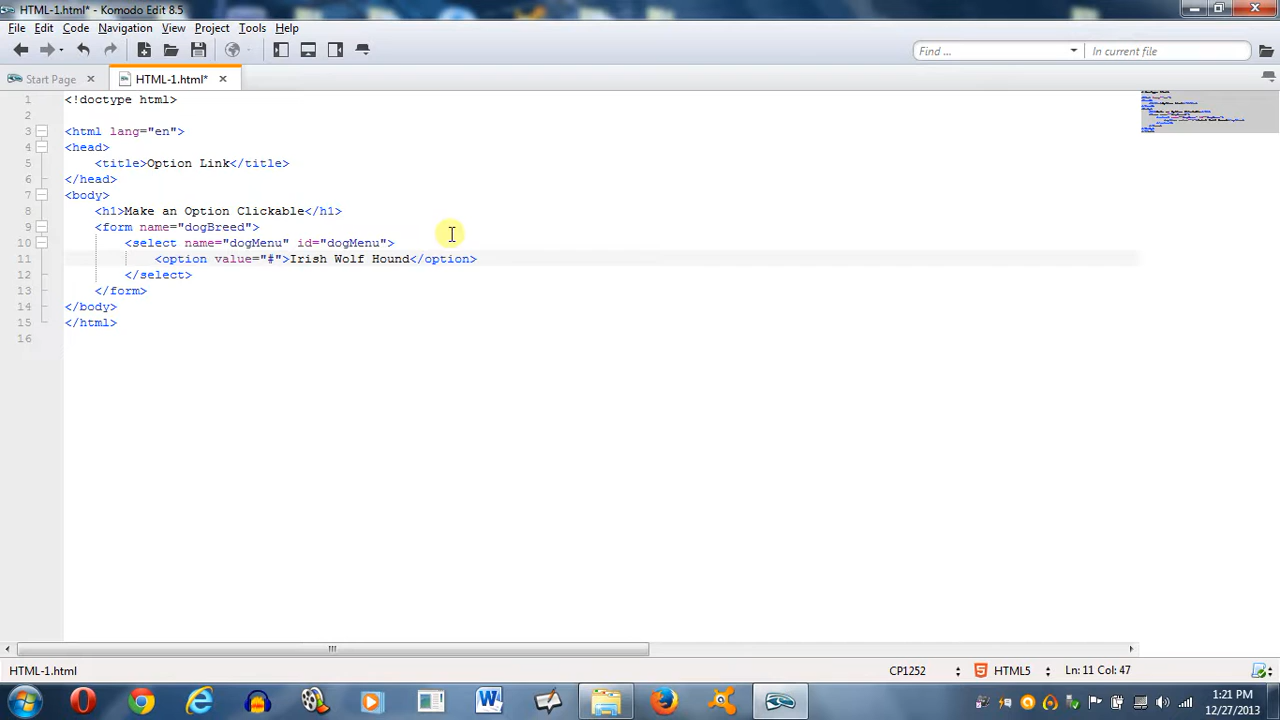 HTML-1.html* - Komodo Edit 8.5
File Edit Code Navigation View Project Tools Help
Find ... In current file
Start Page HTML-1.html*
1 <!doctype html>
2
3 <html lang="en">
4 <head>
5 <title>Option Link</title>
6 </head>
7 <body>
8 <h1>Make an Option Clickable</h1>
9 <form name="dogBreed">
10 <select name="dogMenu" id="dogMenu">
11 <option value="#">Irish Wolf Hound</option>
12 </select>
13 </form>
14 </body>
15 </html>
16
HTML-1.html CP1252 HTML5 Ln: 11 Col: 47
1:21 PM
12/27/2013